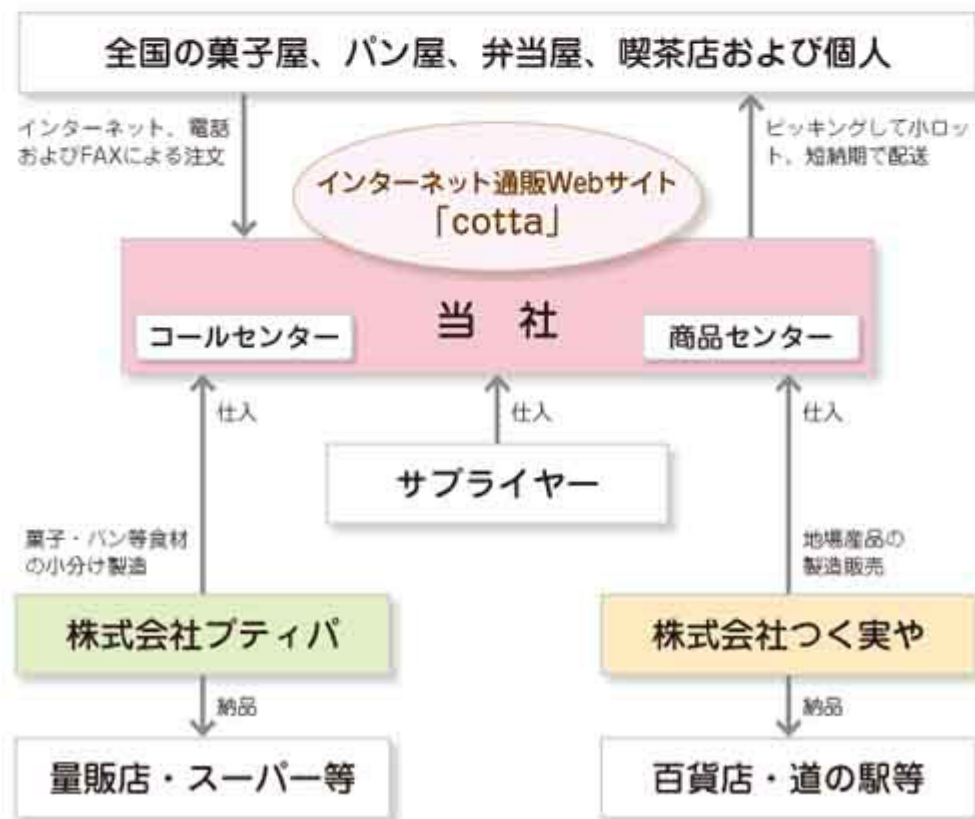 全国の菓子屋、パン屋、弁当屋、喫茶店および個人
インターネット、電話
およびFAXによる注文
ピッキングして小ロッ
ト、短納期で配送
インターネット通販Webサイト
「cotta」
当 社
コールセンター
商品センター
仕入
仕入
仕入
サプライヤー
菓子・パン等食材
の小分け製造
地場産品の
製造販売
株式会社プティパ
株式会社つく実や
納品
納品
量販店・スーパー等
百貨店・道の駅等